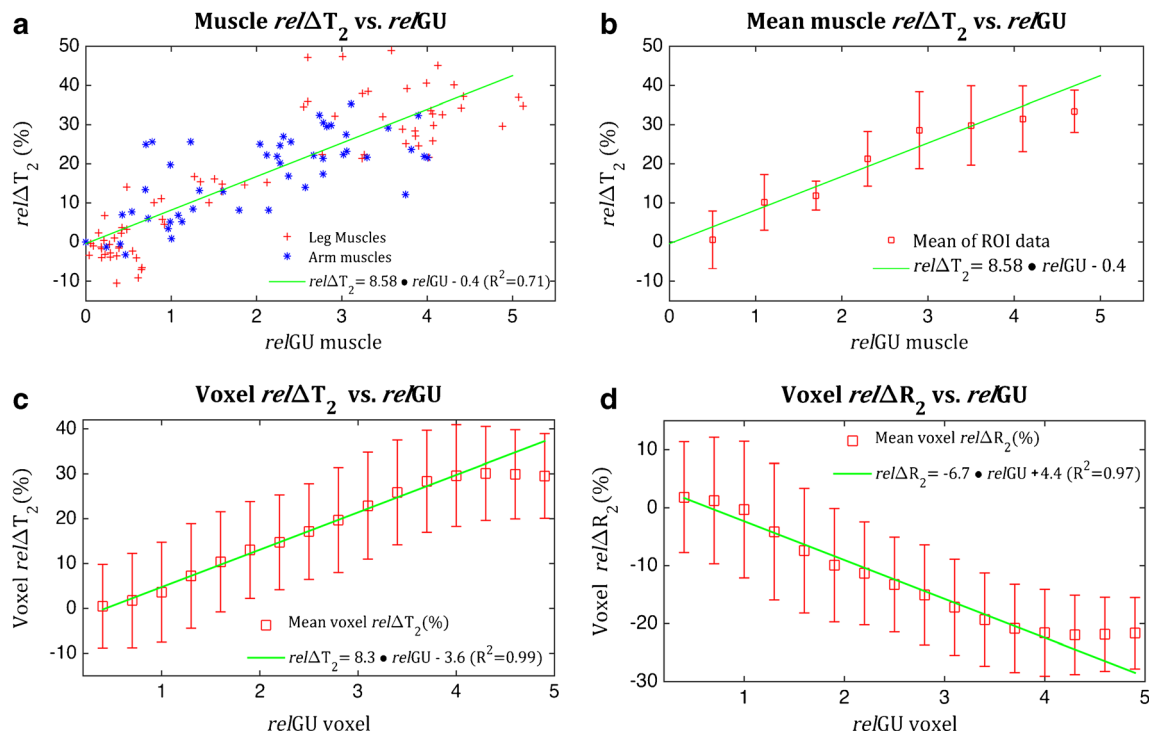 a
Muscle relΔT₂ vs. relGU
relΔT₂ (%)
50
40
30
20
10
0
-10
+ Leg Muscles
* Arm muscles
relΔT₂= 8.58 • relGU - 0.4 (R²=0.71)
0 1 2 3 4 5
relGU muscle
b
Mean muscle relΔT₂ vs. relGU
relΔT₂ (%)
50
40
30
20
10
0
-10
Mean of ROI data
relΔT₂= 8.58 • relGU - 0.4
0 1 2 3 4 5
relGU muscle
c
Voxel relΔT₂ vs. relGU
Voxel relΔT₂(%)
40
30
20
10
0
-10
Mean voxel relΔT₂(%)
relΔT₂= 8.3 • relGU - 3.6 (R²=0.99)
1 2 3 4 5
relGU voxel
d
Voxel relΔR₂ vs. relGU
Voxel relΔR₂(%)
10
0
-10
-20
-30
Mean voxel relΔR₂(%)
relΔR₂= -6.7 • relGU +4.4 (R²=0.97)
1 2 3 4 5
relGU voxel